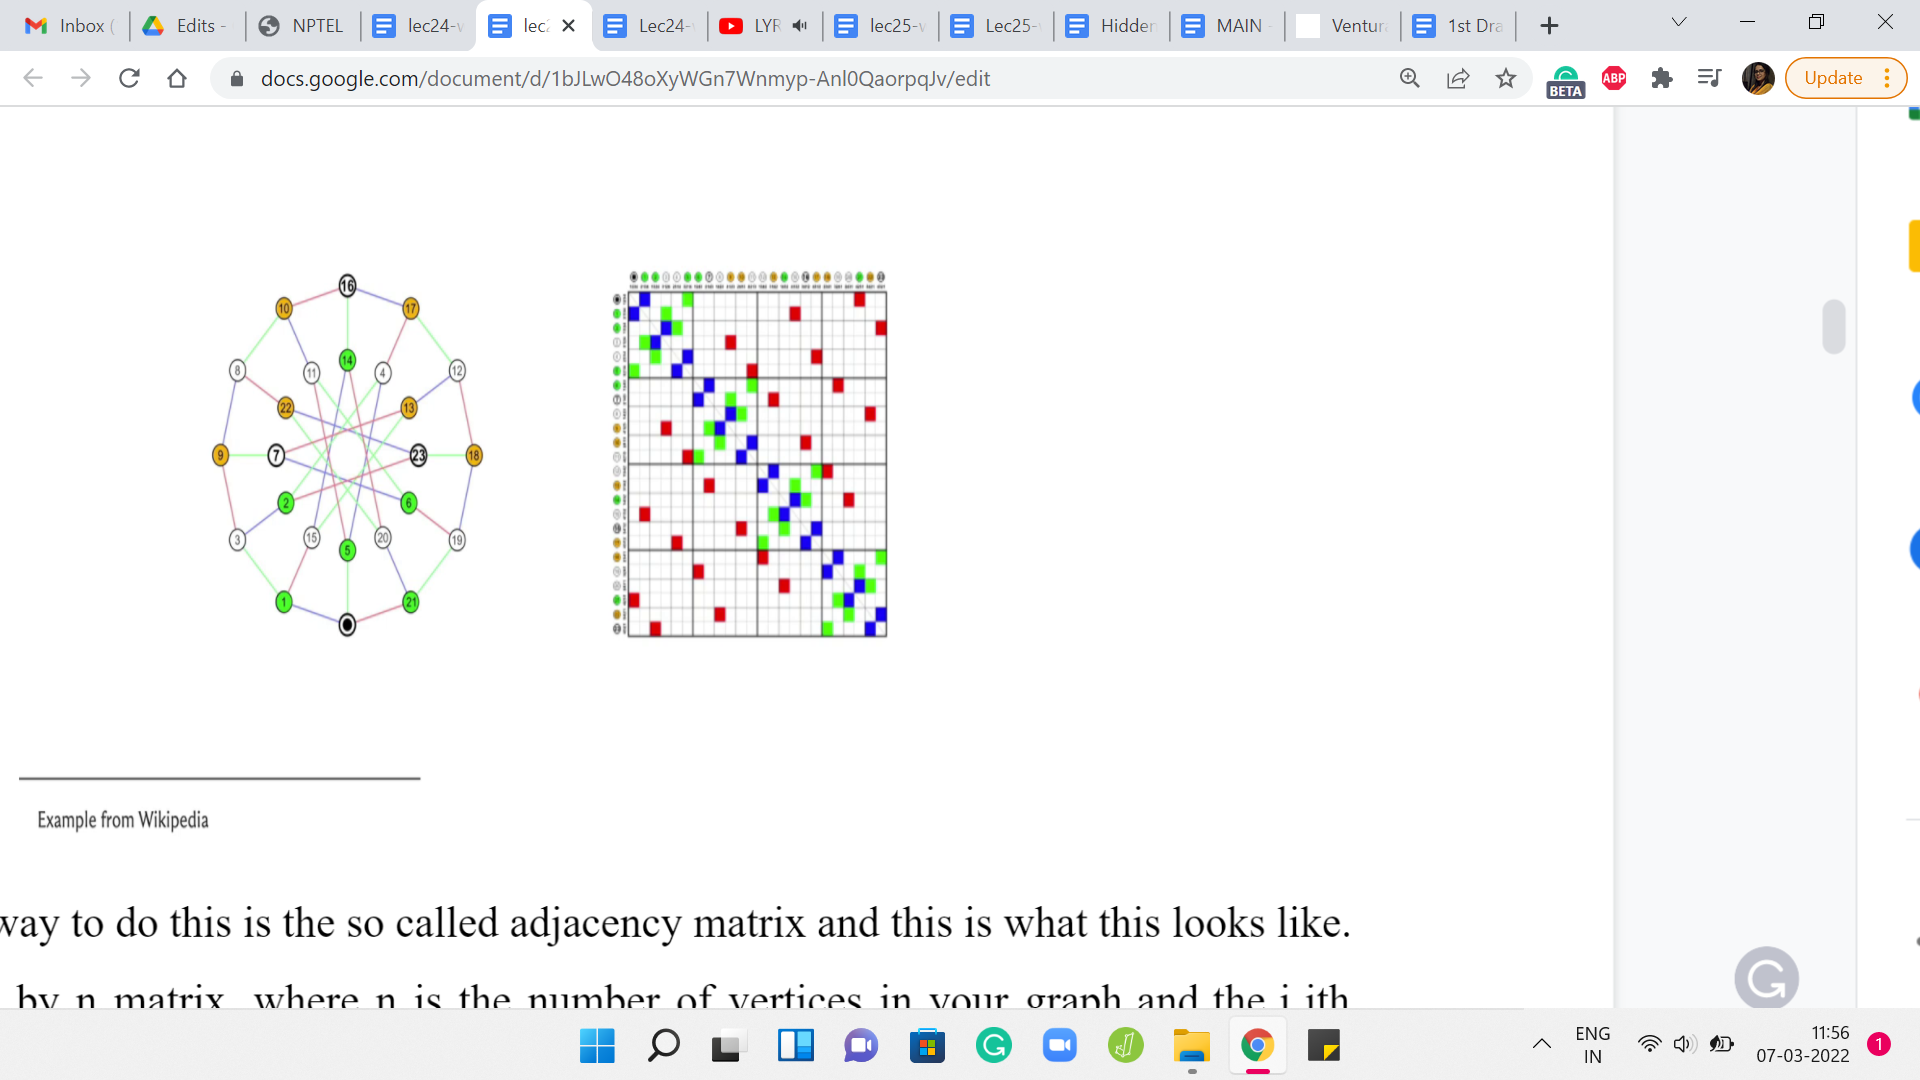 Inbox (
Edits -
NPTEL
lec24-v
lec2
Lec24-
LYR
lec25-v
Lec25-
Hidden
MAIN -
Ventur
1st Dra
docs.google.com/document/d/1bJLwO48oXyWGn7Wnmyp-Anl0QaorpqJv/edit
BETA
ABP
Update
16
10
17
14
8
11
4
12
22
13
9
7
23
18
2
6
3
15
20
19
5
1
21
Example from Wikipedia
way to do this is the so called adjacency matrix and this is what this looks like.
by n matrix, where n is the number of vertices in your graph and the i jth
ENG
IN
11:56
07-03-2022
1